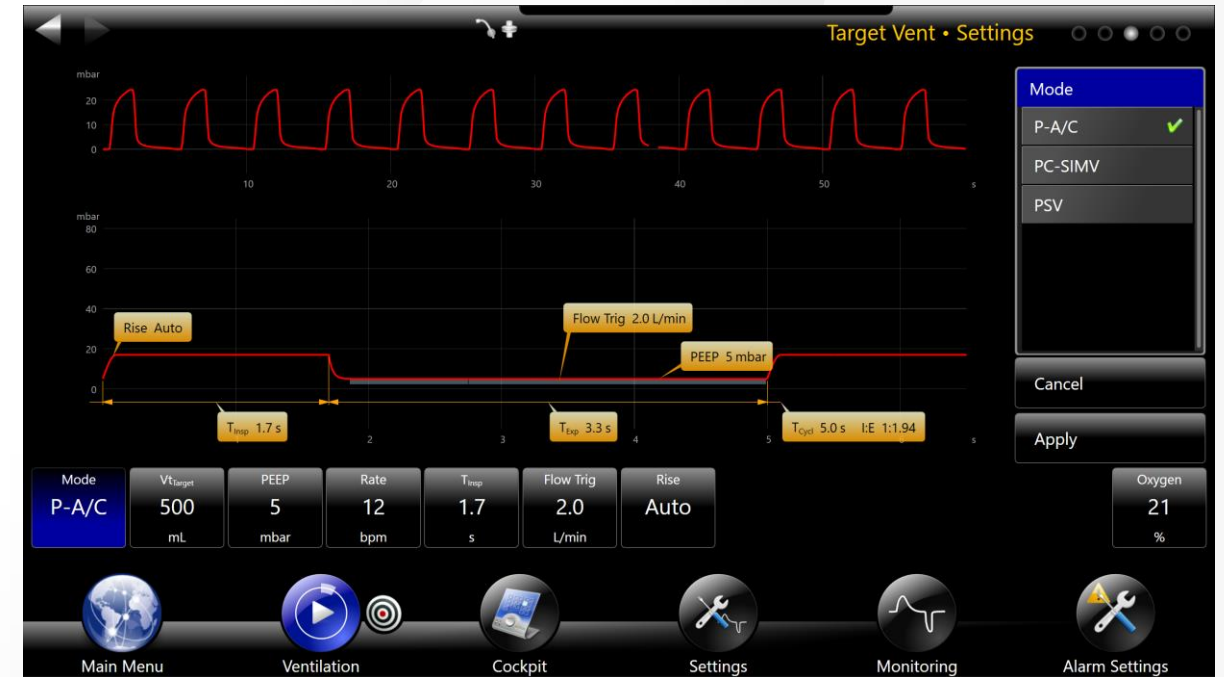 Target Vent • Settings
mbar
20
10
0
10 20 30 40 50 s
mbar
80
60
40
20
0
Rise Auto
Flow Trig 2.0 L/min
PEEP 5 mbar
TInsp 1.7 s
TExp 3.3 s
TCycl 5.0 s I:E 1:1.94
1 2 3 4 5 6 s
Mode
P-A/C
PC-SIMV
PSV
Cancel
Apply
Mode
P-A/C
VtTarget
500
mL
PEEP
5
mbar
Rate
12
bpm
TInsp
1.7
s
Flow Trig
2.0
L/min
Rise
Auto
Oxygen
21
%
Main Menu
Ventilation
Cockpit
Settings
Monitoring
Alarm Settings